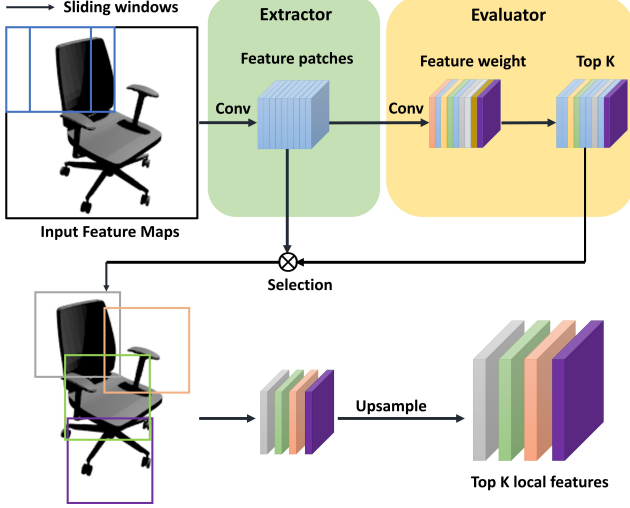 Sliding windows
Extractor
Evaluator
Feature patches
Feature weight
Top K
Conv
Conv
Input Feature Maps
Selection
Upsample
Top K local features